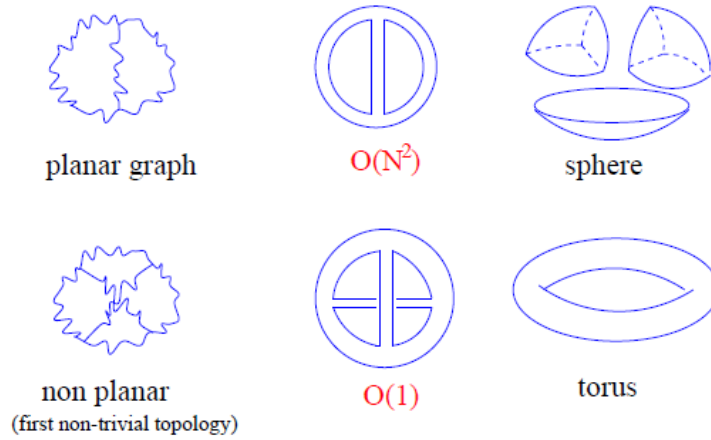 planar graph
O(N²)
sphere
non planar
(first non-trivial topology)
O(1)
torus